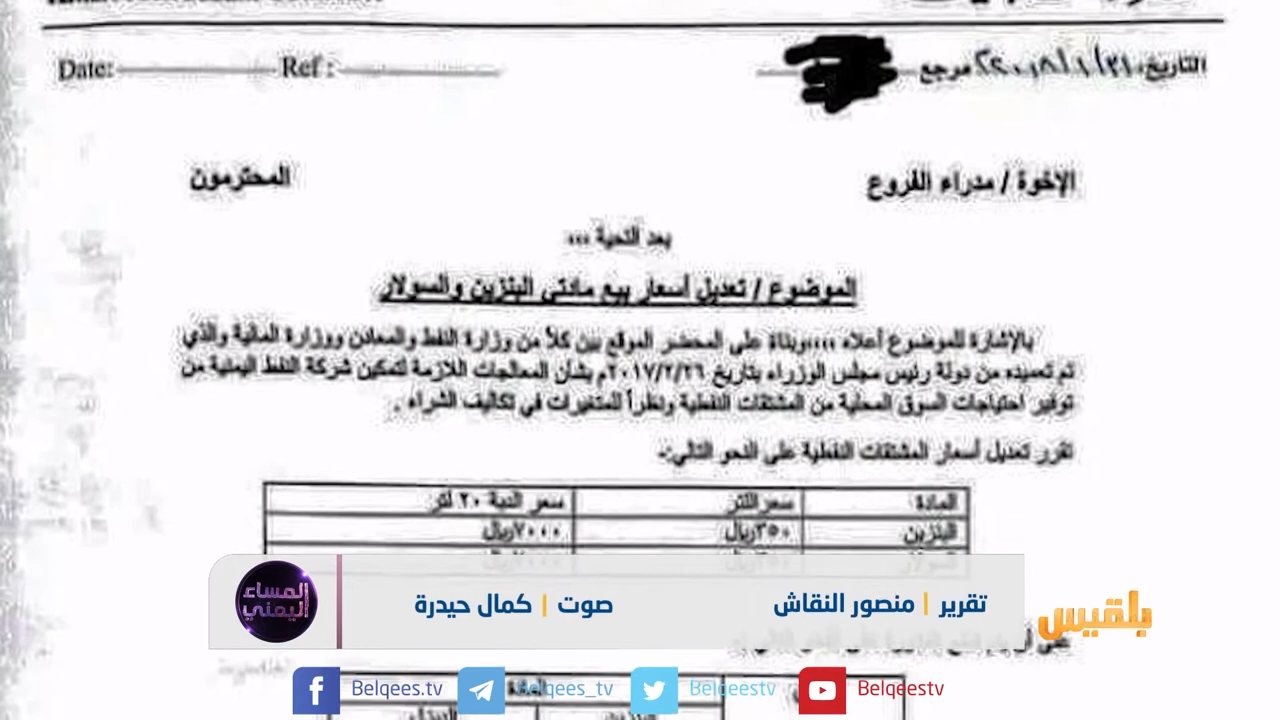 التاريخ: ٢٠١٨/١/٣١ مرجع
Date: Ref :
الإخوة / مدراء الفروع المحترمون
بعد التحية ،،،
الموضوع / تعديل أسعار بيع مادتي البنزين والسولار
بالإشارة للموضوع أعلاه ،،،،وبناءً على المحضر الموقع بين كلاً من وزارة النفط والمعادن ووزارة المالية والذي
تم تعميده من دولة رئيس مجلس الوزراء بتاريخ ٢٠١٧/٢/٢٦م بشأن المعالجات اللازمة لتمكين شركة النفط اليمنية من
توفير احتياجات السوق المحلية من المشتقات النفطية ونظراً للمتغيرات في تكاليف الشراء .
تقرر تعديل أسعار المشتقات النفطية على النحو التالي:-
المادة سعر اللتر سعر الدبة ٢٠ لتر
البنزين ٣٥٠ريال ٧٠٠٠ريال
المساء اليمني
تقرير | منصور النقاش صوت | كمال حيدرة
بلقيس
المادة
Belqees.tv Belqees_tv Belqeestv Belqeestv